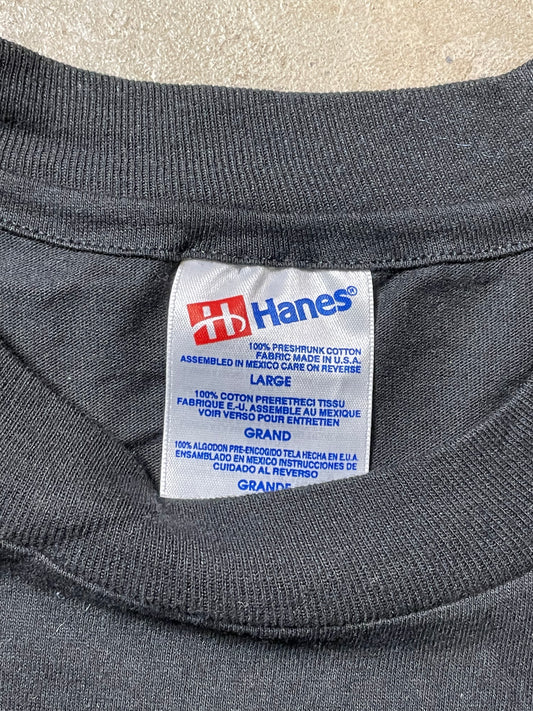 Hanes®
100% PRESHRUNK COTTON
FABRIC MADE IN U.S.A.
ASSEMBLED IN MEXICO CARE ON REVERSE
LARGE
100% COTON PRERETRECI TISSU
FABRIQUE E.-U. ASSEMBLE AU MEXIQUE
VOIR VERSO POUR ENTRETIEN
GRAND
100% ALGODON PRE-ENCOGIDO TELA HECHA EN E.U.A
ENSAMBLADO EN MEXICO INSTRUCCIONES DE
CUIDADO AL REVERSO
GRANDE